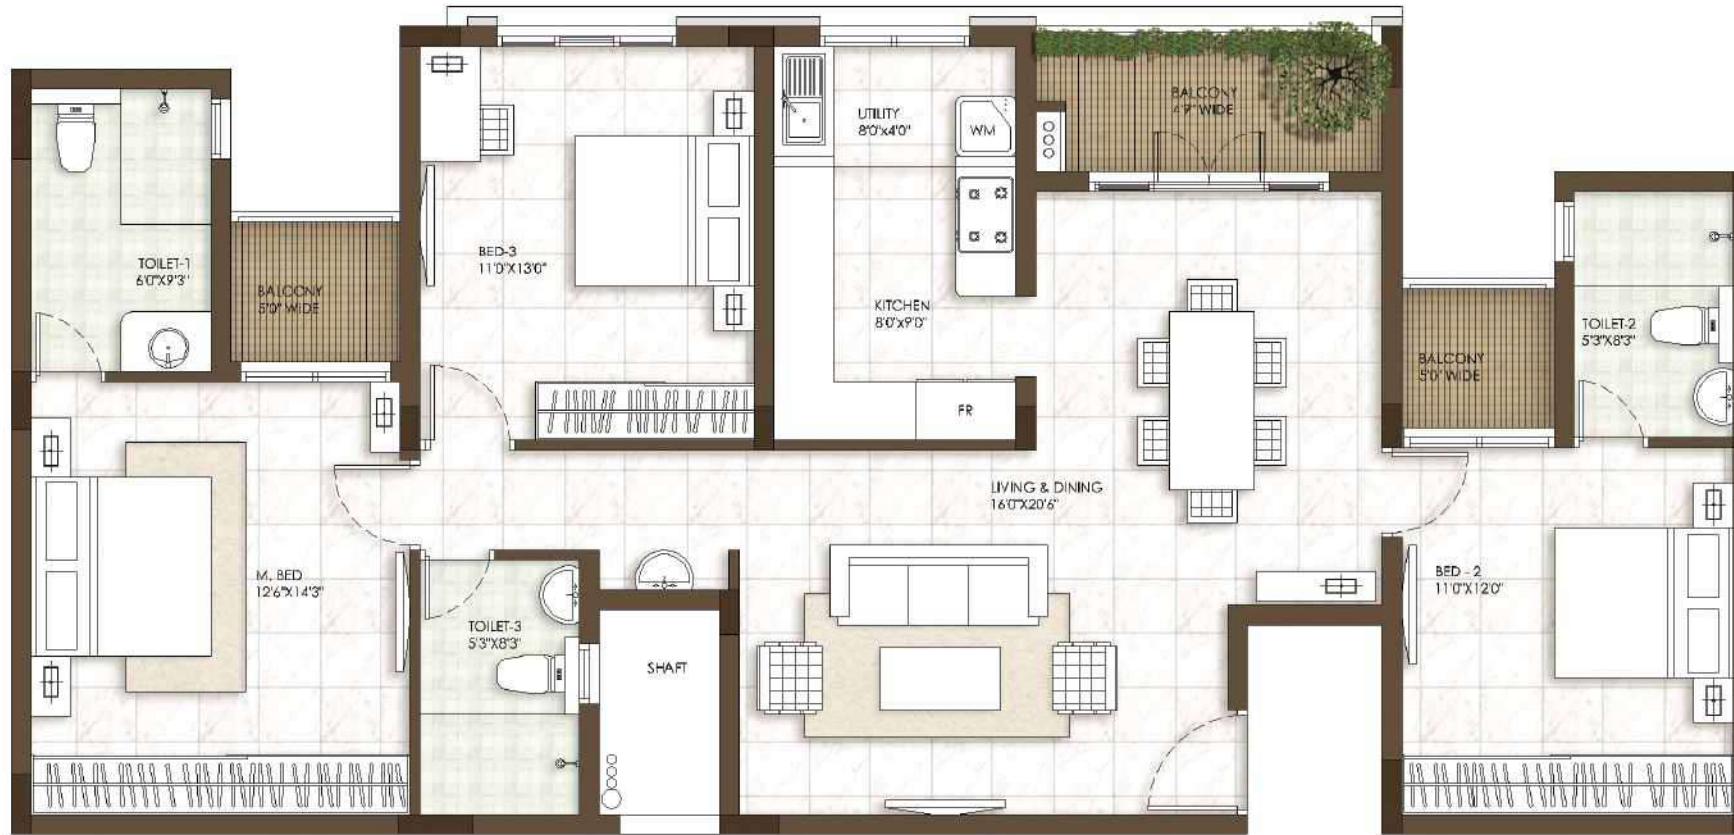 BALCONY
4'9" WIDE
UTILITY
8'0"x4'0"
WM
TOILET-1
6'0"X9'3"
BALCONY
5'0" WIDE
BED-3
11'0"X13'0"
KITCHEN
8'0"x9'0"
TOILET-2
5'3"X8'3"
BALCONY
5'0" WIDE
FR
LIVING & DINING
16'0"X20'6"
M. BED
12'6"X14'3"
BED - 2
11'0"X12'0"
TOILET-3
5'3"X8'3"
SHAFT